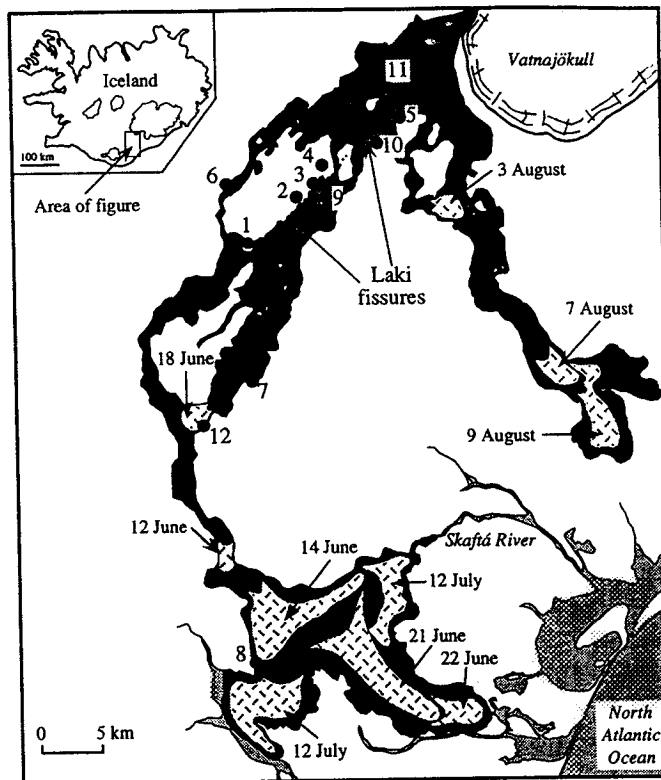 Iceland
100 km
Area of figure
Vatnajökull
11
5
10
4
3
9
2
6
1
3 August
Laki
fissures
7 August
18 June
7
12
9 August
12 June
14 June
Skaftá River
12 July
8
21 June
22 June
12 July
0 5 km
North
Atlantic
Ocean